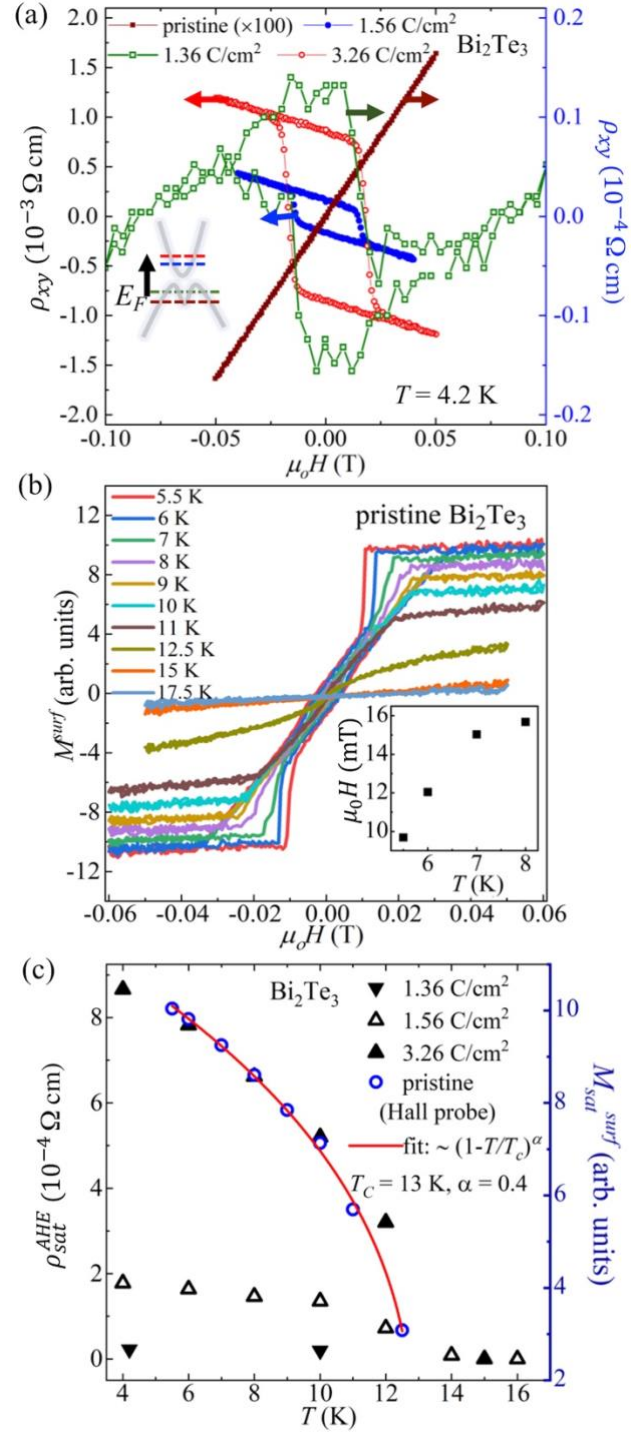 (a)
pristine (×100)
1.56 C/cm²
Bi₂Te₃
1.36 C/cm²
3.26 C/cm²
2.0
1.5
1.0
0.5
0.0
-0.5
-1.0
-1.5
-2.0
ρxy (10⁻³ Ω cm)
0.2
0.1
0.0
-0.1
-0.2
ρxy (10⁻⁴ Ω cm)
EF
T = 4.2 K
-0.10 -0.05 0.00 0.05 0.10
μoH (T)
(b)
pristine Bi₂Te₃
5.5 K
6 K
7 K
8 K
9 K
10 K
11 K
12.5 K
15 K
17.5 K
12
8
4
0
-4
-8
-12
Mˢᵘʳᶠ (arb. units)
16
14
12
10
μ₀H (mT)
6 7 8
T (K)
-0.06 -0.04 -0.02 0.00 0.02 0.04 0.06
μoH (T)
(c)
Bi₂Te₃
1.36 C/cm²
1.56 C/cm²
3.26 C/cm²
pristine
(Hall probe)
fit: ~ (1-T/Tc)^α
TC = 13 K, α = 0.4
8
6
4
2
0
ρsat^AHE (10⁻⁴ Ω cm)
10
8
6
4
2
Msat^surf (arb. units)
4 6 8 10 12 14 16
T (K)